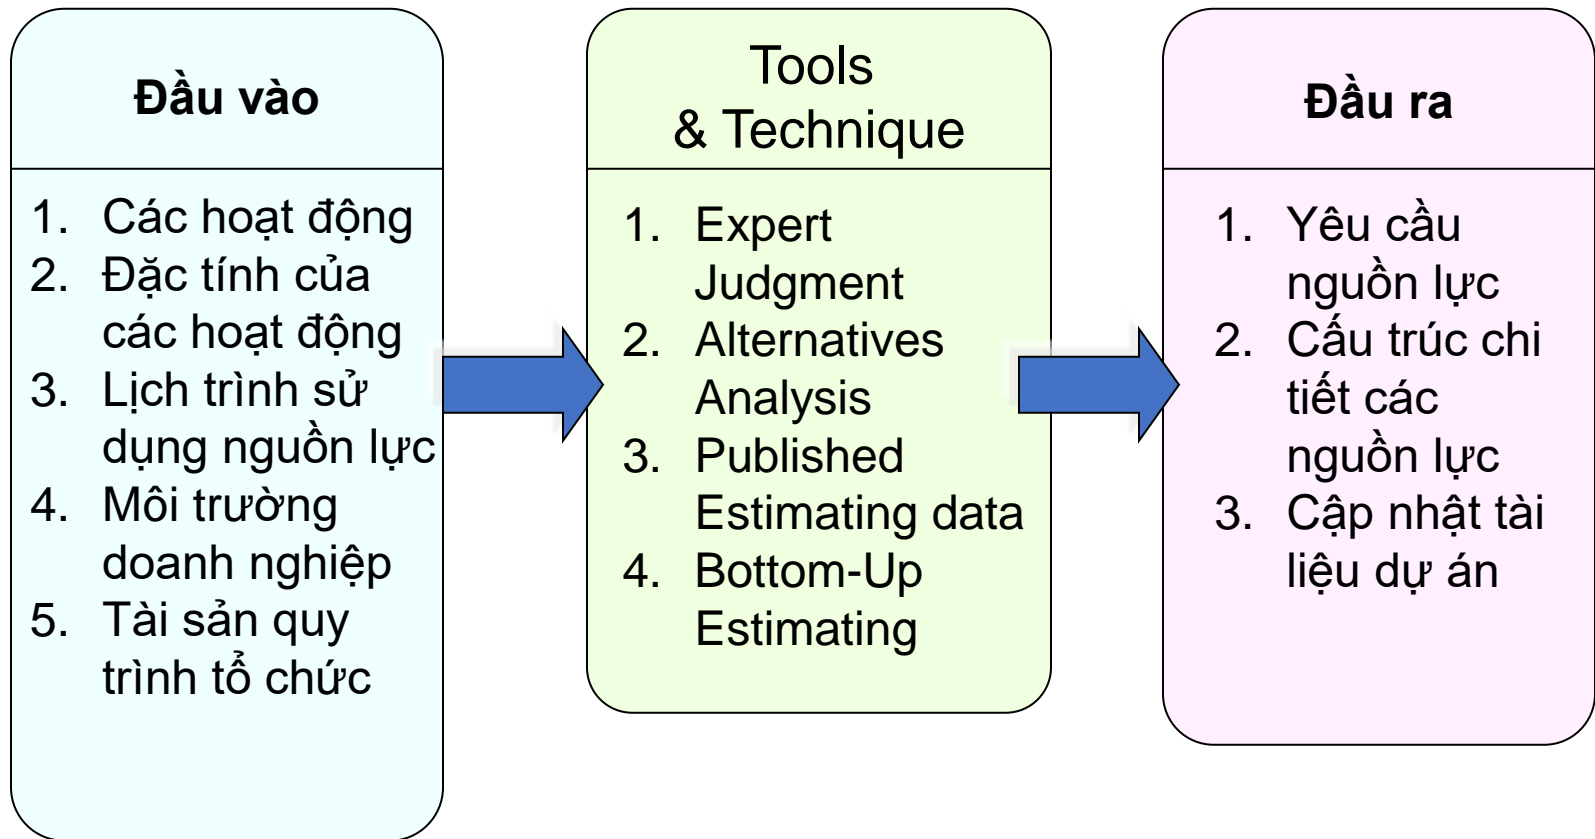 Đầu vào
1. Các hoạt động
2. Đặc tính của
các hoạt động
3. Lịch trình sử
dụng nguồn lực
4. Môi trường
doanh nghiệp
5. Tài sản quy
trình tổ chức
Tools
& Technique
1. Expert
Judgment
2. Alternatives
Analysis
3. Published
Estimating data
4. Bottom-Up
Estimating
Đầu ra
1. Yêu cầu
nguồn lực
2. Cấu trúc chi
tiết các
nguồn lực
3. Cập nhật tài
liệu dự án